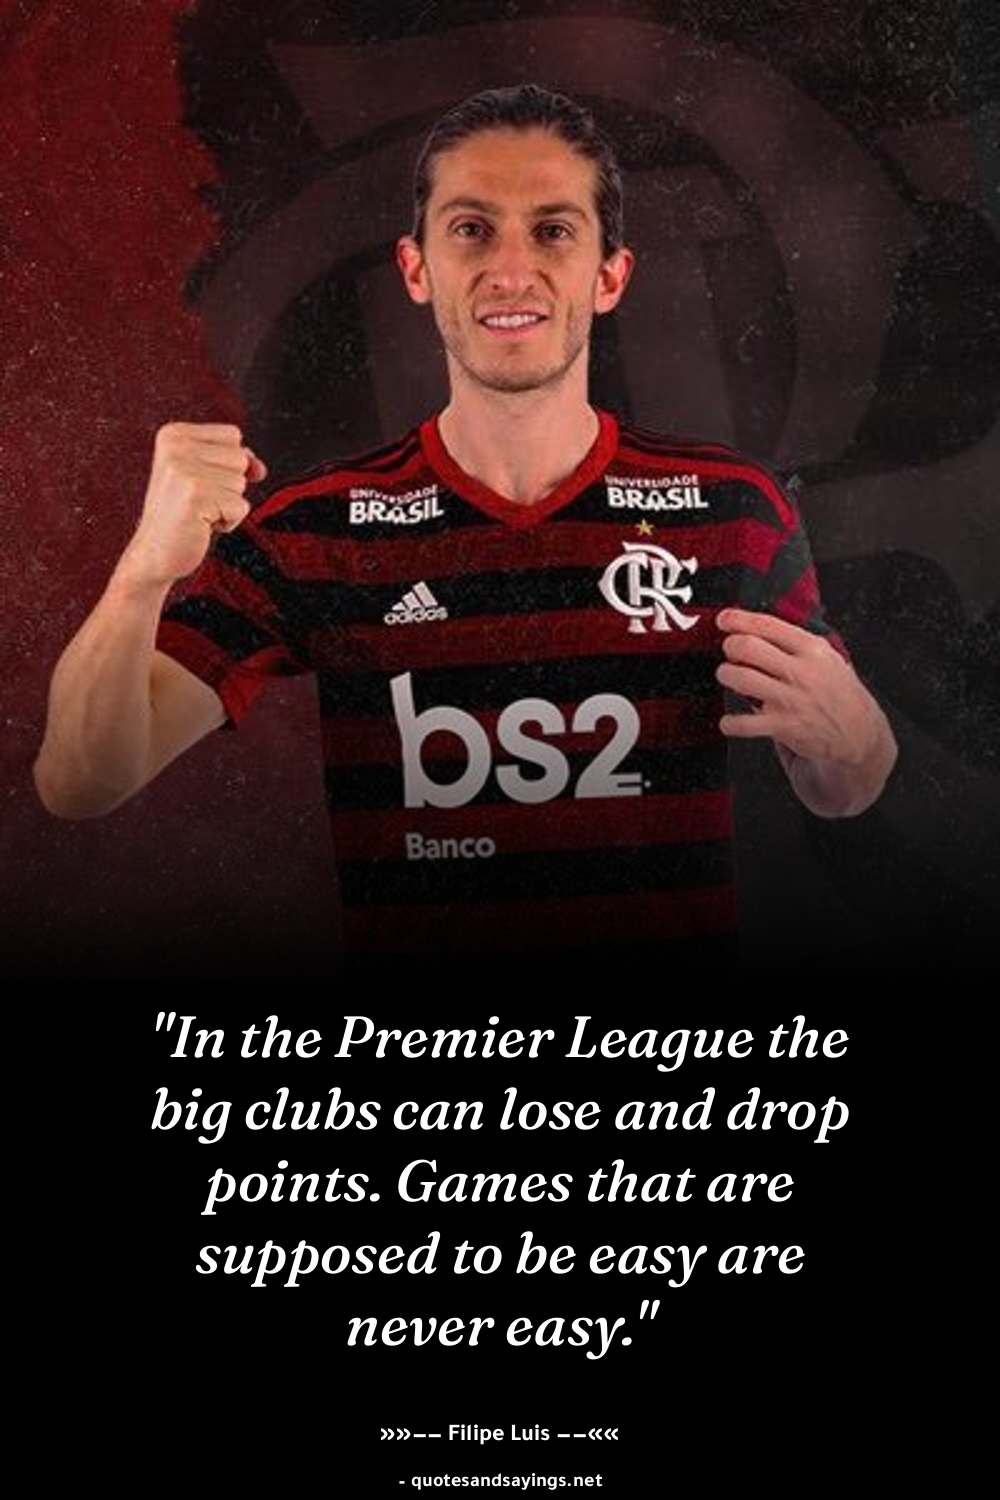 UNIVERSIDADE UNIVERSIDADE
BRASIL BRASIL
adidas CRF
bs2
Banco
"In the Premier League the
big clubs can lose and drop
points. Games that are
supposed to be easy are
never easy."
»»–– Filipe Luis ––««
- quotesandsayings.net